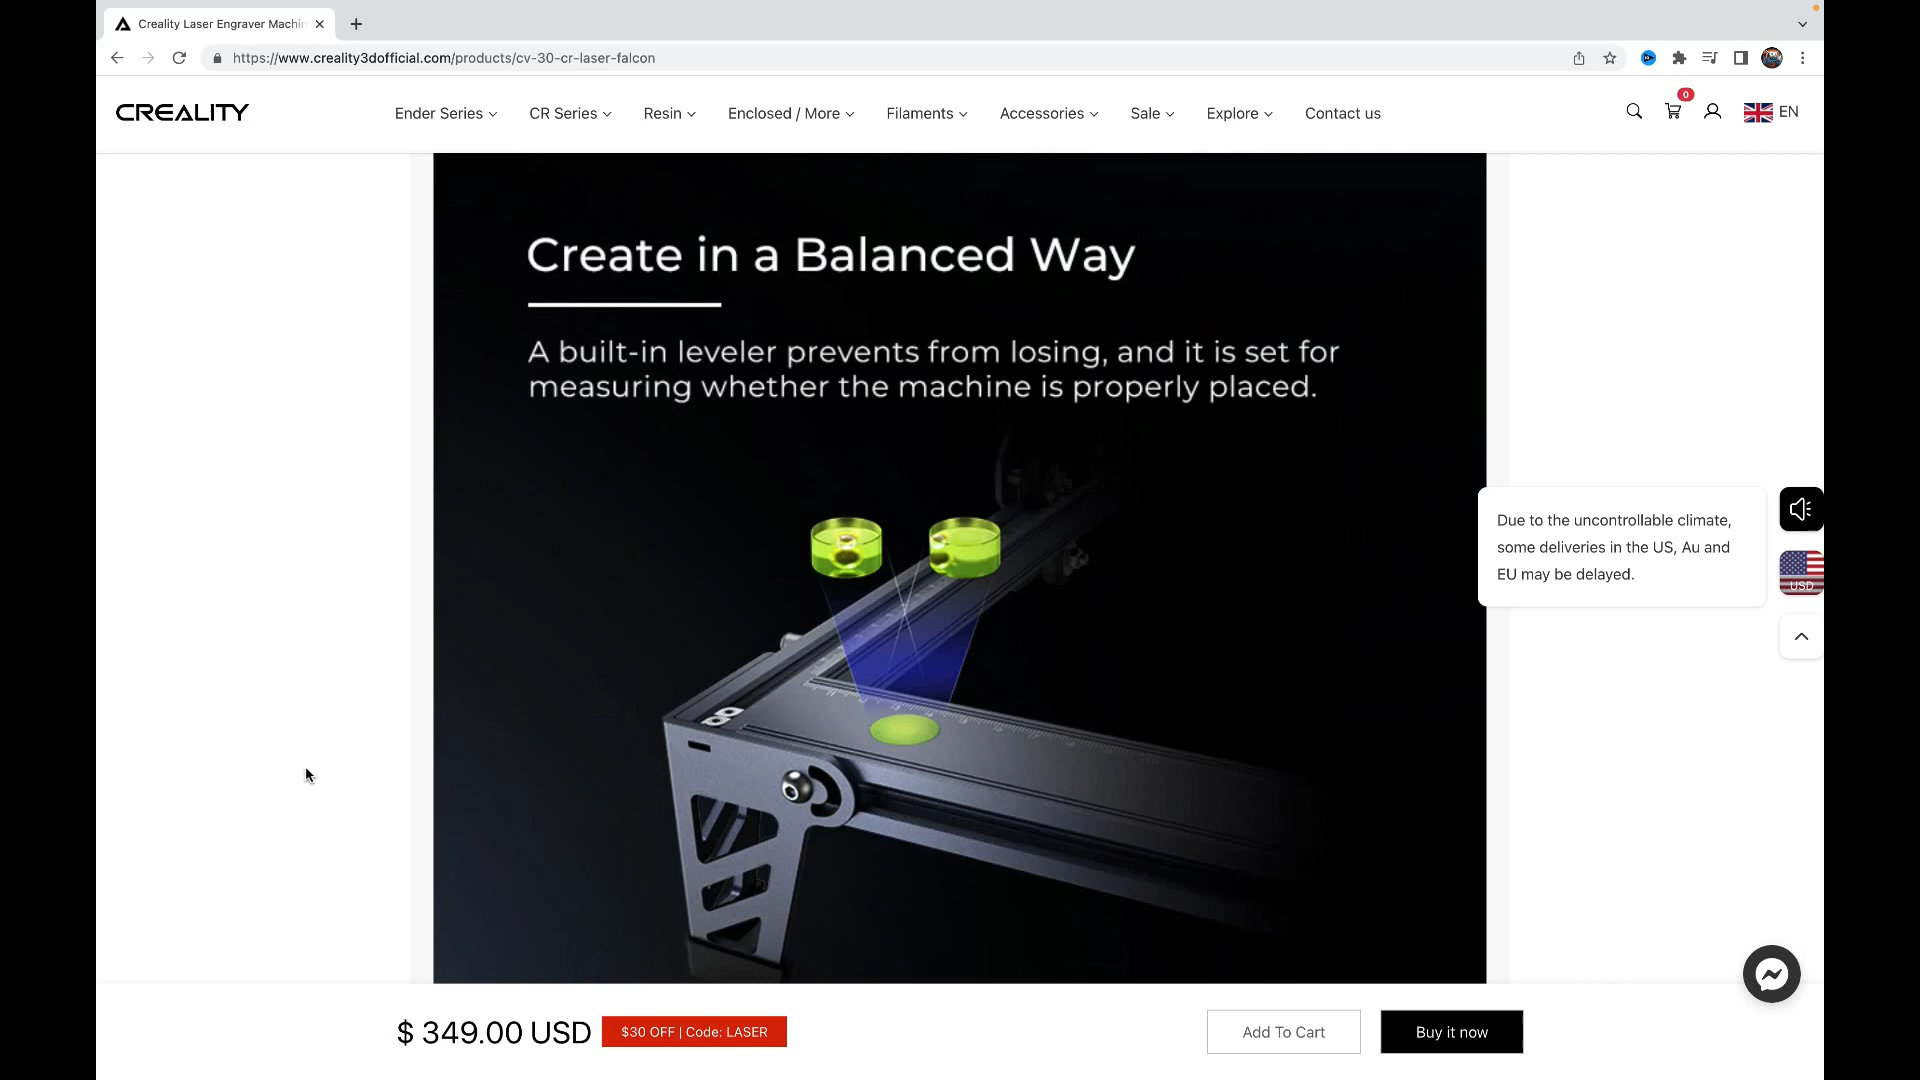 Creality Laser Engraver Machin
https://www.creality3dofficial.com/products/cv-30-cr-laser-falcon
CREALITY
Ender Series
CR Series
Resin
Enclosed / More
Filaments
Accessories
Sale
Explore
Contact us
0
EN
Create in a Balanced Way
A built-in leveler prevents from losing, and it is set for
measuring whether the machine is properly placed.
Due to the uncontrollable climate,
some deliveries in the US, Au and
EU may be delayed.
USD
$ 349.00 USD
$30 OFF | Code: LASER
Add To Cart
Buy it now